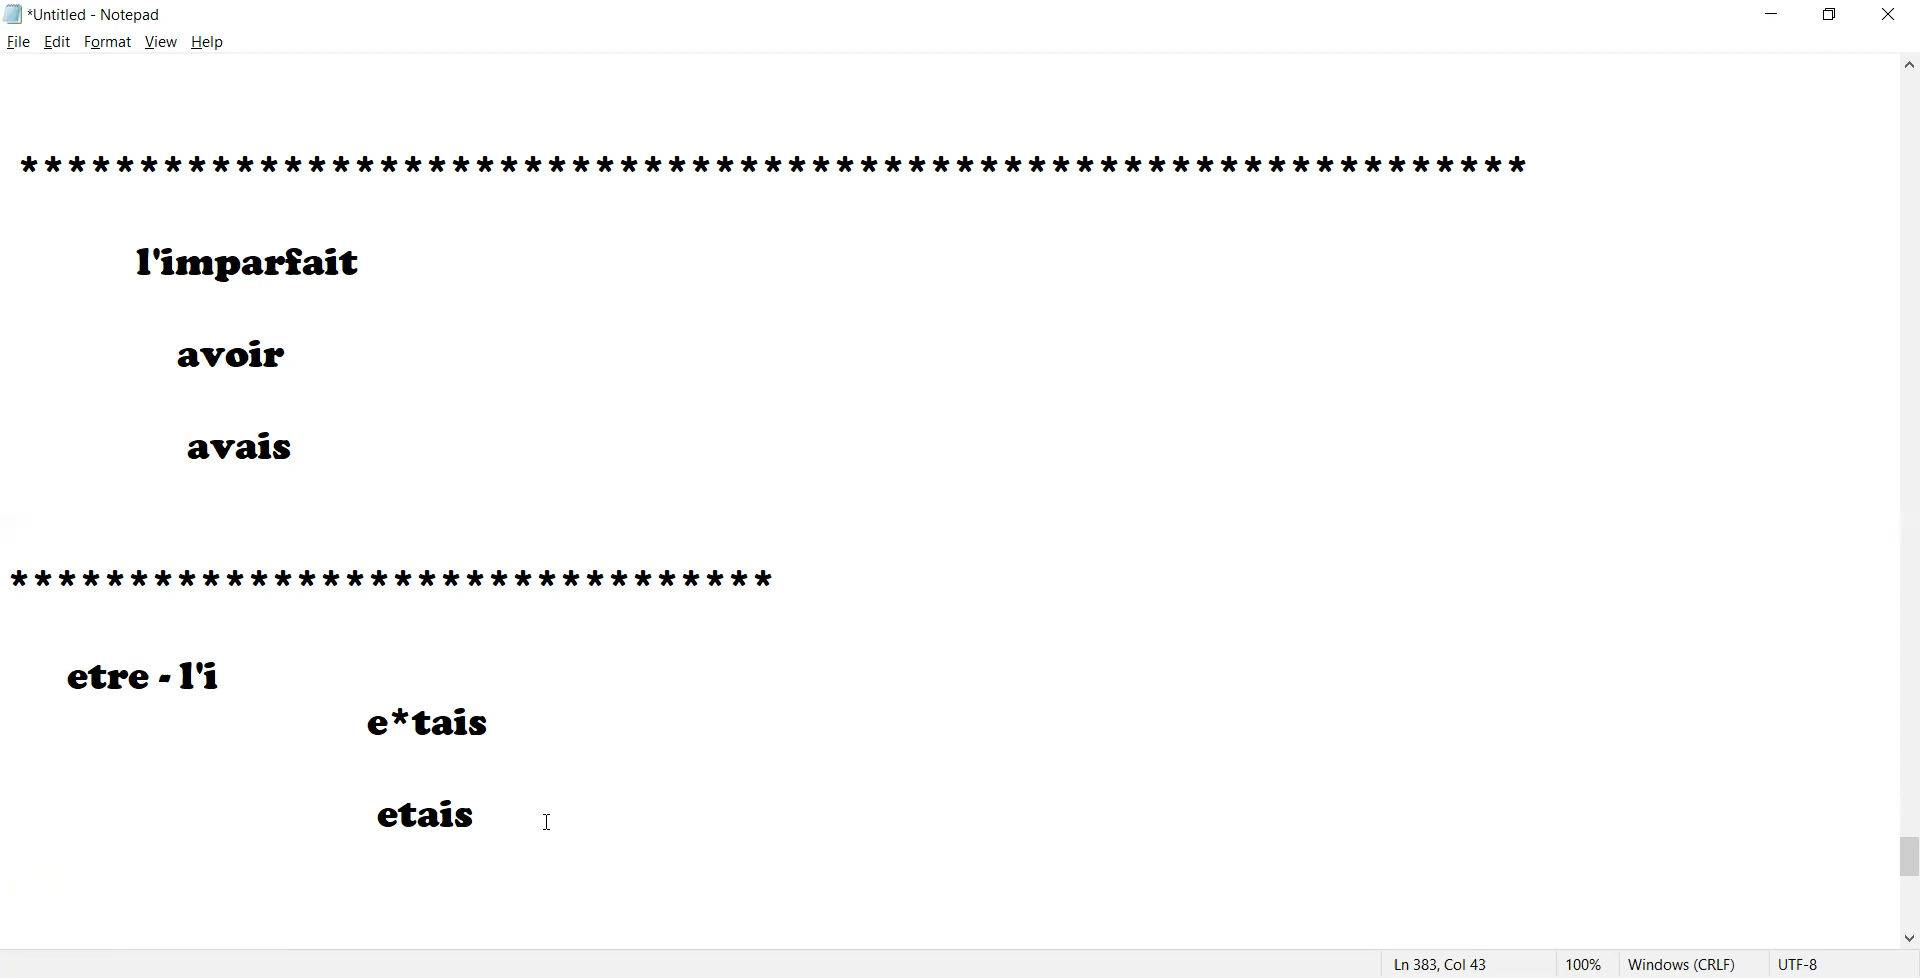 *Untitled - Notepad
File Edit Format View Help
***************************************************************
l'imparfait
avoir
avais
********************************
etre - l'i
e*tais
etais
Ln 383, Col 43 100% Windows (CRLF) UTF-8